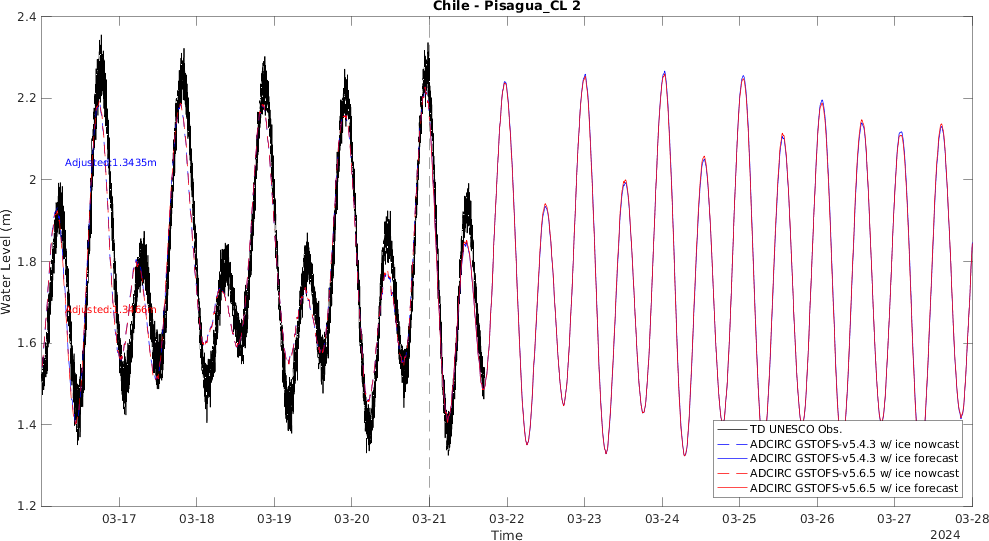 Chile - Pisagua_CL 2
2.4
2.2
2
1.8
1.6
1.4
1.2
Water Level (m)
Adjusted:1.3435m
TD UNESCO Obs.
ADCIRC GSTOFS-v5.4.3 w/ ice nowcast
ADCIRC GSTOFS-v5.4.3 w/ ice forecast
ADCIRC GSTOFS-v5.6.5 w/ ice nowcast
ADCIRC GSTOFS-v5.6.5 w/ ice forecast
03-17 03-18 03-19 03-20 03-21 03-22 03-23 03-24 03-25 03-26 03-27 03-28
Time
2024